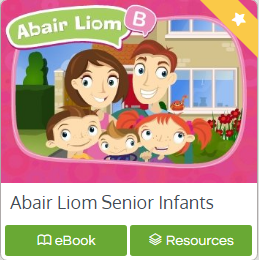 Abair Liom B
Abair Liom Senior Infants
eBook
Resources